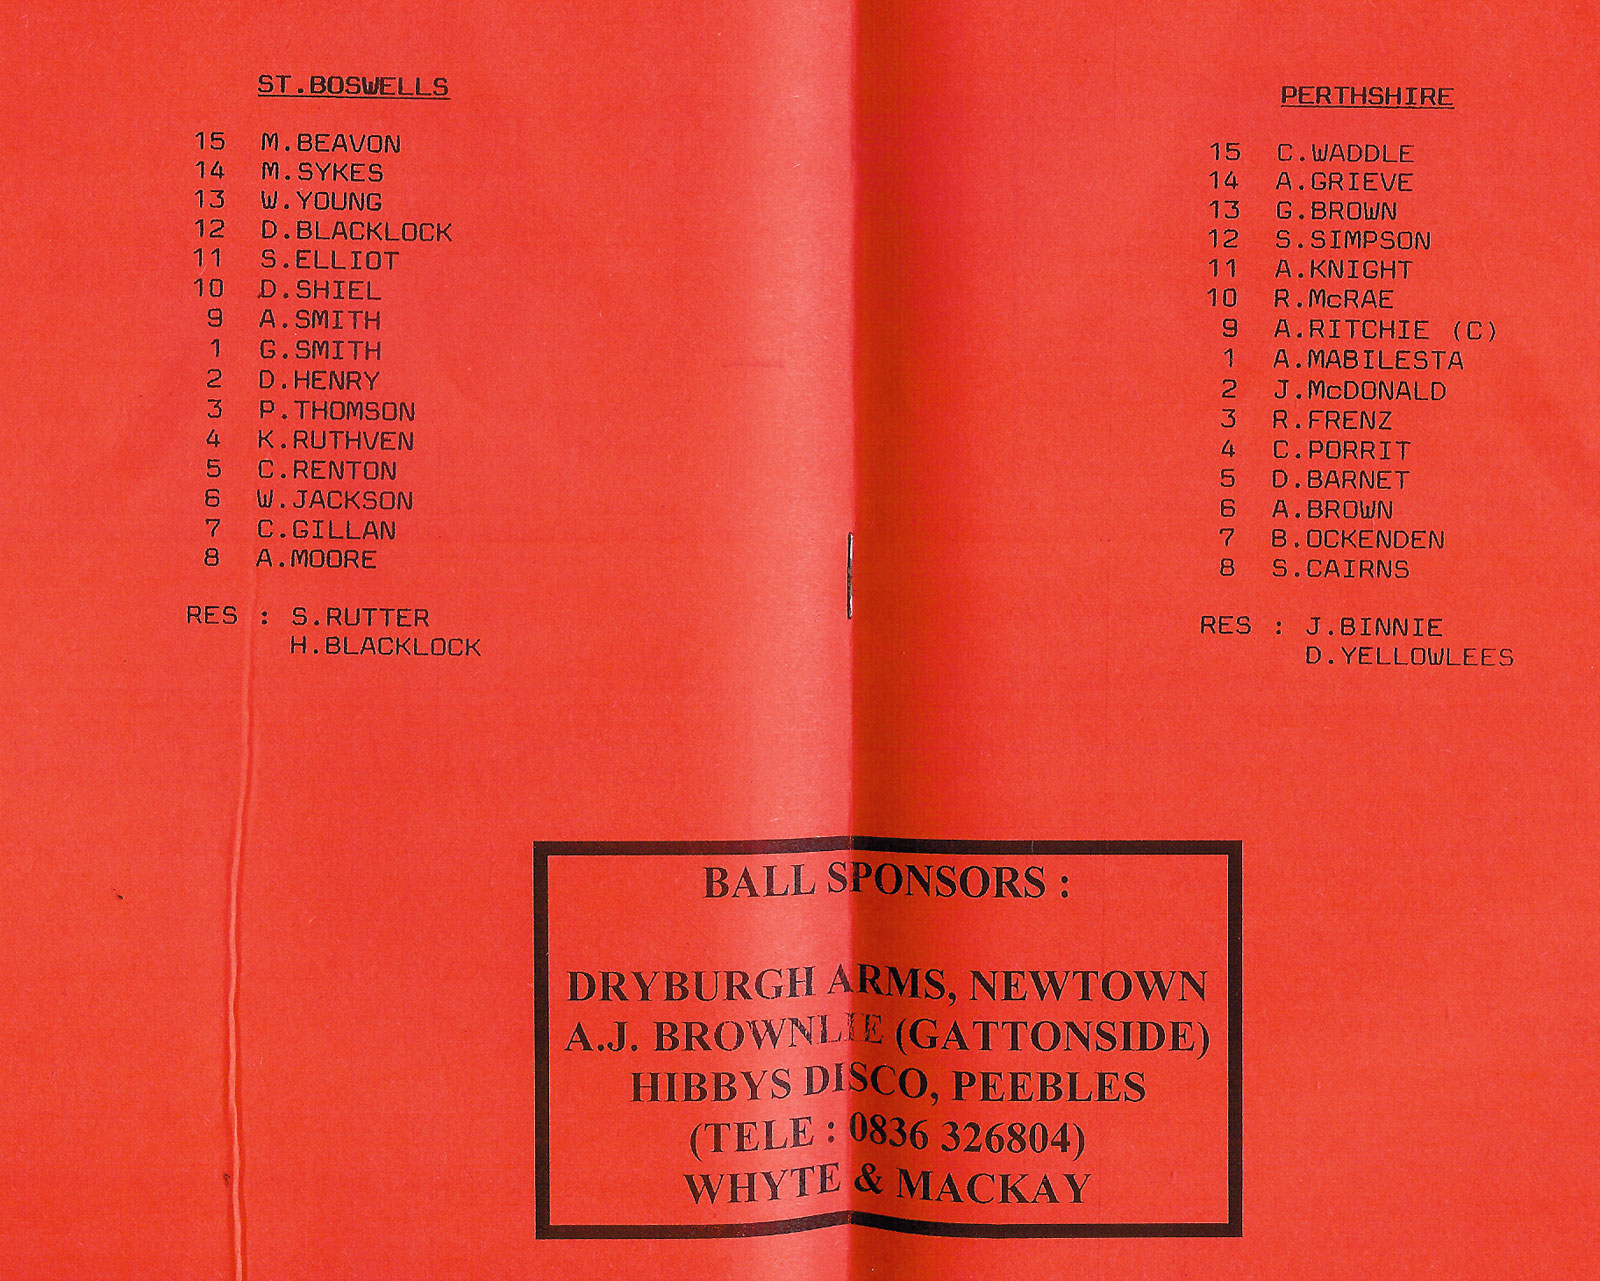 ST.BOSWELLS
15 M.BEAVON
14 M.SYKES
13 W.YOUNG
12 D.BLACKLOCK
11 S.ELLIOT
10 D.SHIEL
9 A.SMITH
1 G.SMITH
2 D.HENRY
3 P.THOMSON
4 K.RUTHVEN
5 C.RENTON
6 W.JACKSON
7 C.GILLAN
8 A.MOORE
RES : S.RUTTER
H.BLACKLOCK
PERTHSHIRE
15 C.WADDLE
14 A.GRIEVE
13 G.BROWN
12 S.SIMPSON
11 A.KNIGHT
10 R.McRAE
9 A.RITCHIE (C)
1 A.MABILESTA
2 J.McDONALD
3 R.FRENZ
4 C.PORRIT
5 D.BARNET
6 A.BROWN
7 B.OCKENDEN
8 S.CAIRNS
RES : J.BINNIE
D.YELLOWLEES
BALL SPONSORS :
DRYBURGH ARMS, NEWTOWN
A.J. BROWNLIE (GATTONSIDE)
HIBBYS DISCO, PEEBLES
(TELE : 0836 326804)
WHYTE & MACKAY